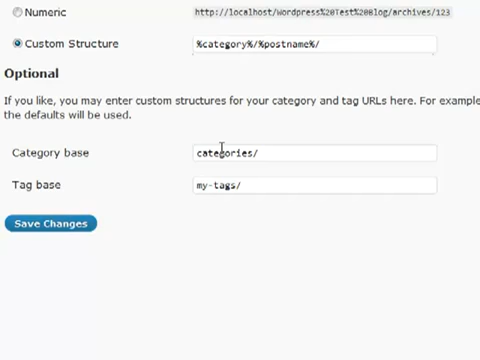 Numeric http://localhost/Wordpress%20Test%20Blog/archives/123
Custom Structure %category%/%postname%/
Optional
If you like, you may enter custom structures for your category and tag URLs here. For example
the defaults will be used.
Category base categories/
Tag base my-tags/
Save Changes